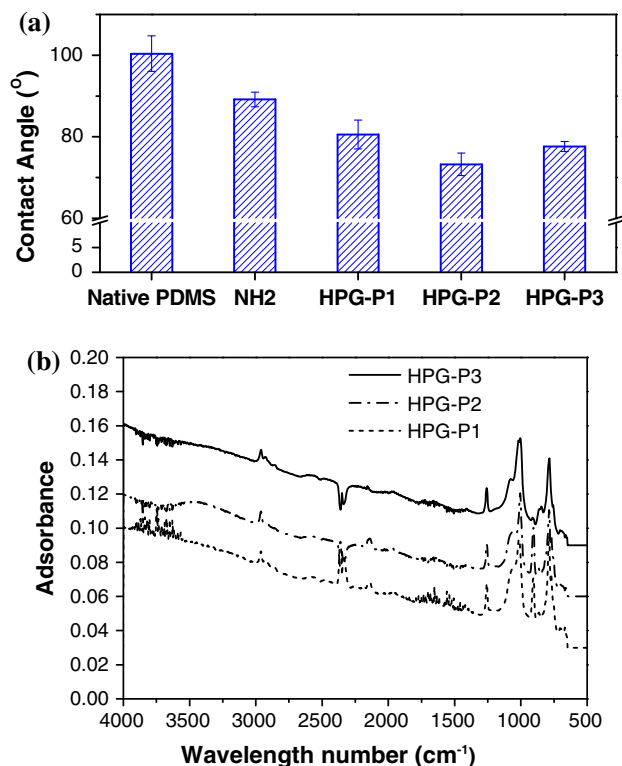 (a)
Contact Angle (°)
100
80
60
5
0
Native PDMS NH2 HPG-P1 HPG-P2 HPG-P3
(b)
Adsorbance
0.20
0.18
0.16
0.14
0.12
0.10
0.08
0.06
0.04
0.02
0.00
HPG-P3
HPG-P2
HPG-P1
4000 3500 3000 2500 2000 1500 1000 500
Wavelength number (cm⁻¹)